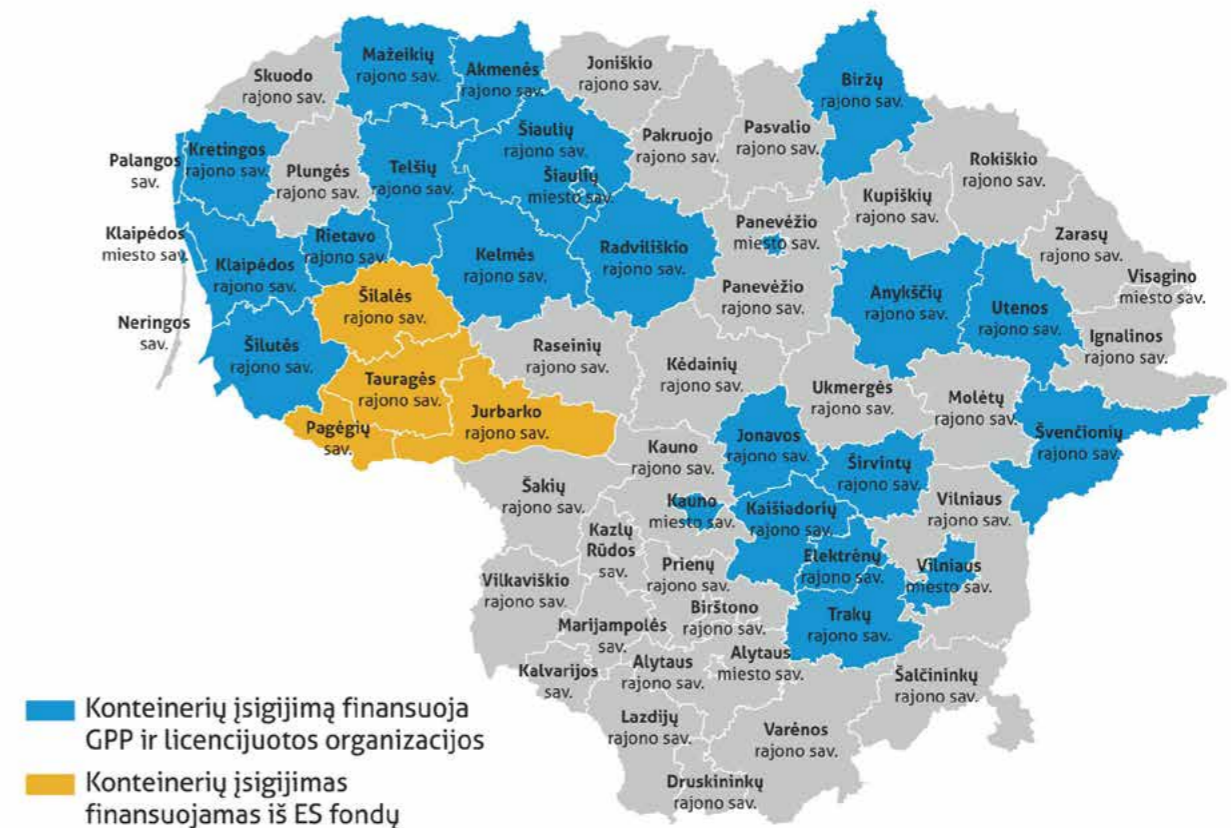 Skuodo
rajono sav.
Mažeikių
rajono sav.
Akmenės
rajono sav.
Joniškio
rajono sav.
Biržų
rajono sav.
Palangos
sav.
Kretingos
rajono sav.
Plungės
rajono sav.
Telšių
rajono sav.
Šiaulių
rajono sav.
Šiaulių
miesto sav.
Pakruojo
rajono sav.
Pasvalio
rajono sav.
Rokiškio
rajono sav.
Kupiškių
rajono sav.
Klaipėdos
miesto sav.
Klaipėdos
rajono sav.
Rietavo
rajono sav.
Kelmės
rajono sav.
Radviliškio
rajono sav.
Panevėžio
miesto sav.
Panevėžio
rajono sav.
Anykščių
rajono sav.
Utenos
rajono sav.
Zarasų
rajono sav.
Visagino
miesto sav.
Ignalinos
rajono sav.
Neringos
sav.
Šilutės
rajono sav.
Šilalės
rajono sav.
Tauragės
rajono sav.
Pagėgių
sav.
Jurbarko
rajono sav.
Raseinių
rajono sav.
Kėdainių
rajono sav.
Ukmergės
rajono sav.
Molėtų
rajono sav.
Švenčionių
rajono sav.
Jonavos
rajono sav.
Širvintų
rajono sav.
Kauno
rajono sav.
Kauno
miesto sav.
Kaišiadorių
rajono sav.
Vilniaus
rajono sav.
Vilniaus
miesto sav.
Elektrėnų
rajono sav.
Trakų
rajono sav.
Šakių
rajono sav.
Kazlų
Rūdos
sav.
Prienų
rajono sav.
Birštono
rajono sav.
Vilkaviškio
rajono sav.
Marijampolės
sav.
Kalvarijos
sav.
Alytaus
rajono sav.
Alytaus
miesto sav.
Šalčininkų
rajono sav.
Lazdijų
rajono sav.
Varėnos
rajono sav.
Druskininkų
rajono sav.
Konteinerių įsigijimą finansuoja
GPP ir licencijuotos organizacijos
Konteinerių įsigijimas
finansuojamas iš ES fondų